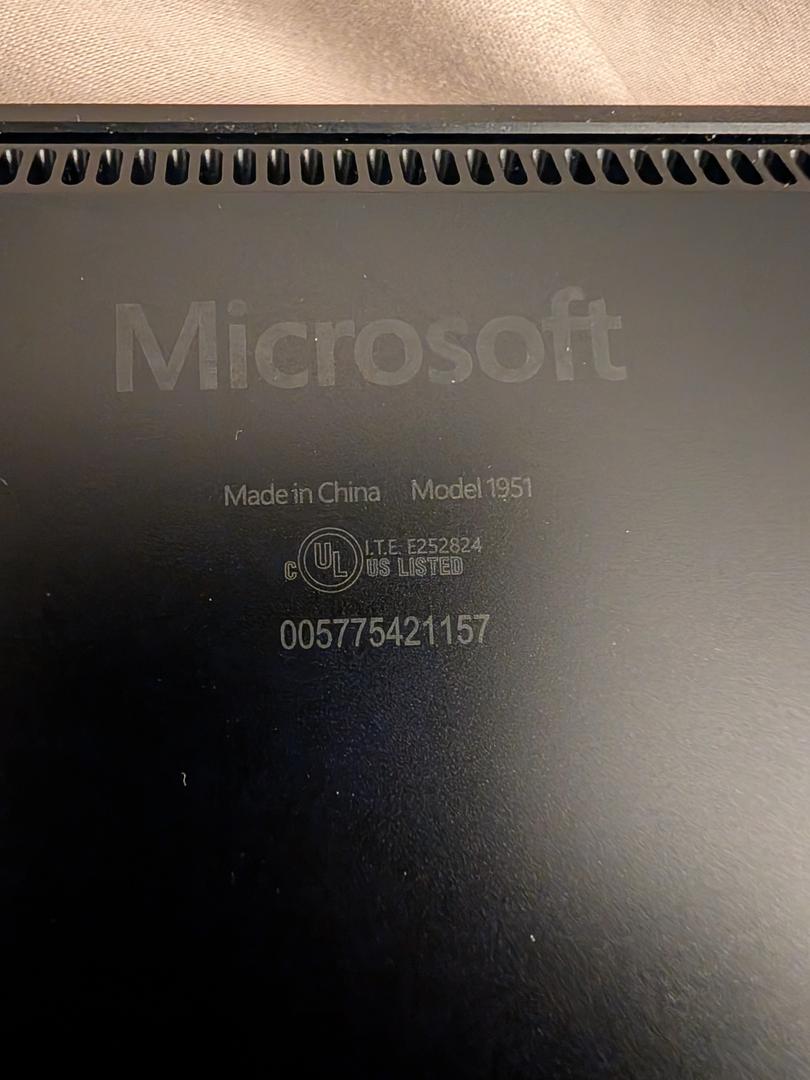 Microsoft
Made in China Model 1951
C UL US LISTED I.T.E. E252824
005775421157